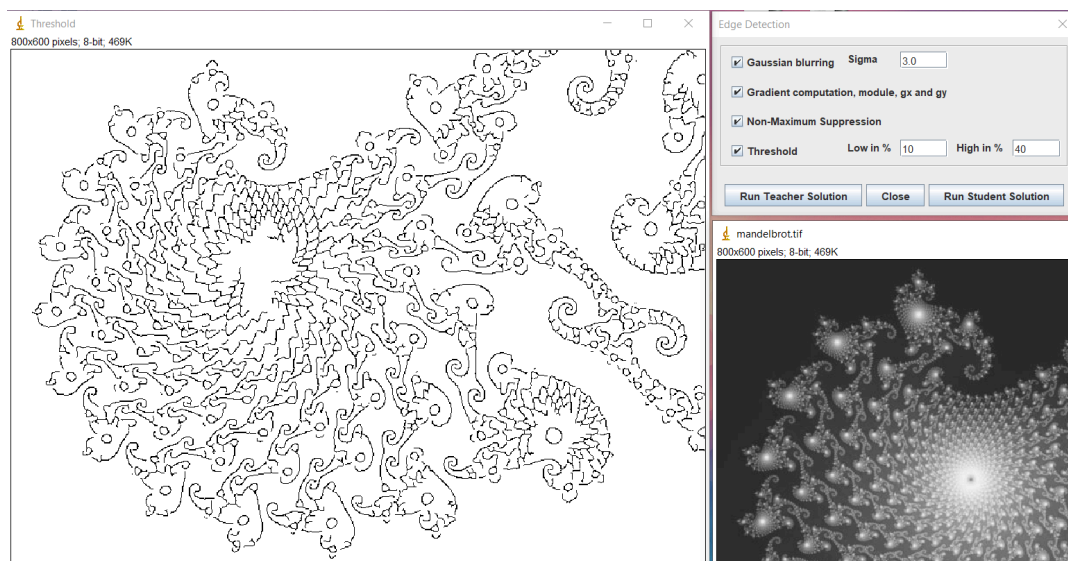 Threshold
800x600 pixels; 8-bit; 469K
Edge Detection
Gaussian blurring Sigma 3.0
Gradient computation, module, gx and gy
Non-Maximum Suppression
Threshold Low in % 10 High in % 40
Run Teacher Solution Close Run Student Solution
mandelbrot.tif
800x600 pixels; 8-bit; 469K